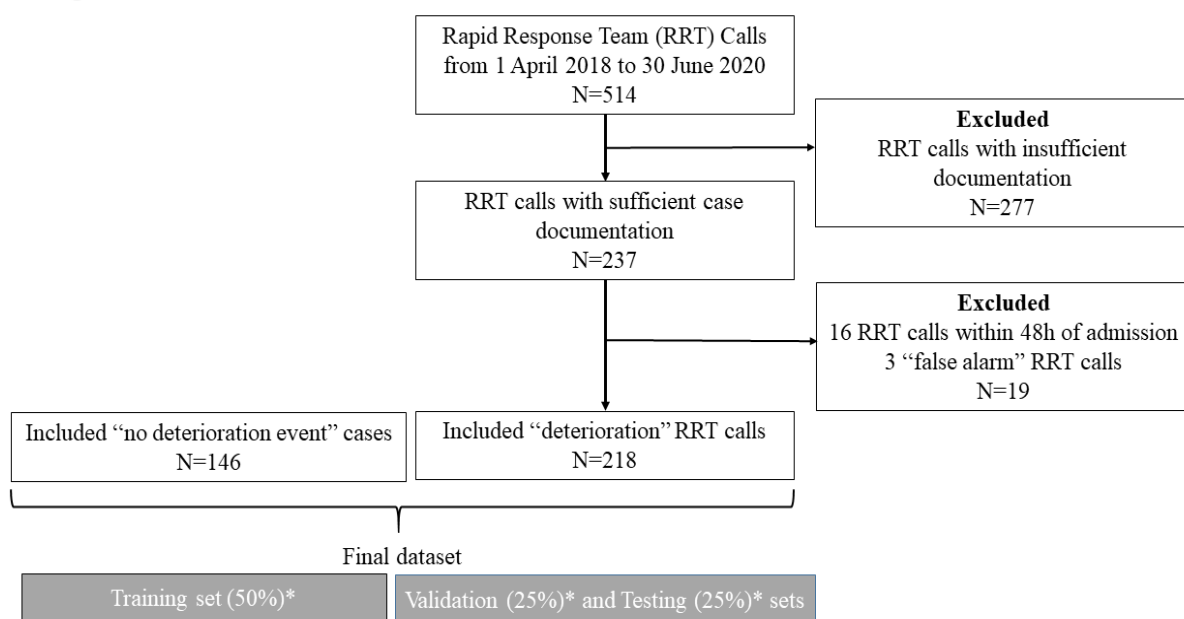 Rapid Response Team (RRT) Calls
from 1 April 2018 to 30 June 2020
N=514
Excluded
RRT calls with insufficient
documentation
N=277
RRT calls with sufficient case
documentation
N=237
Excluded
16 RRT calls within 48h of admission
3 “false alarm” RRT calls
N=19
Included “no deterioration event” cases
N=146
Included “deterioration” RRT calls
N=218
Final dataset
Training set (50%)*
Validation (25%)* and Testing (25%)* sets